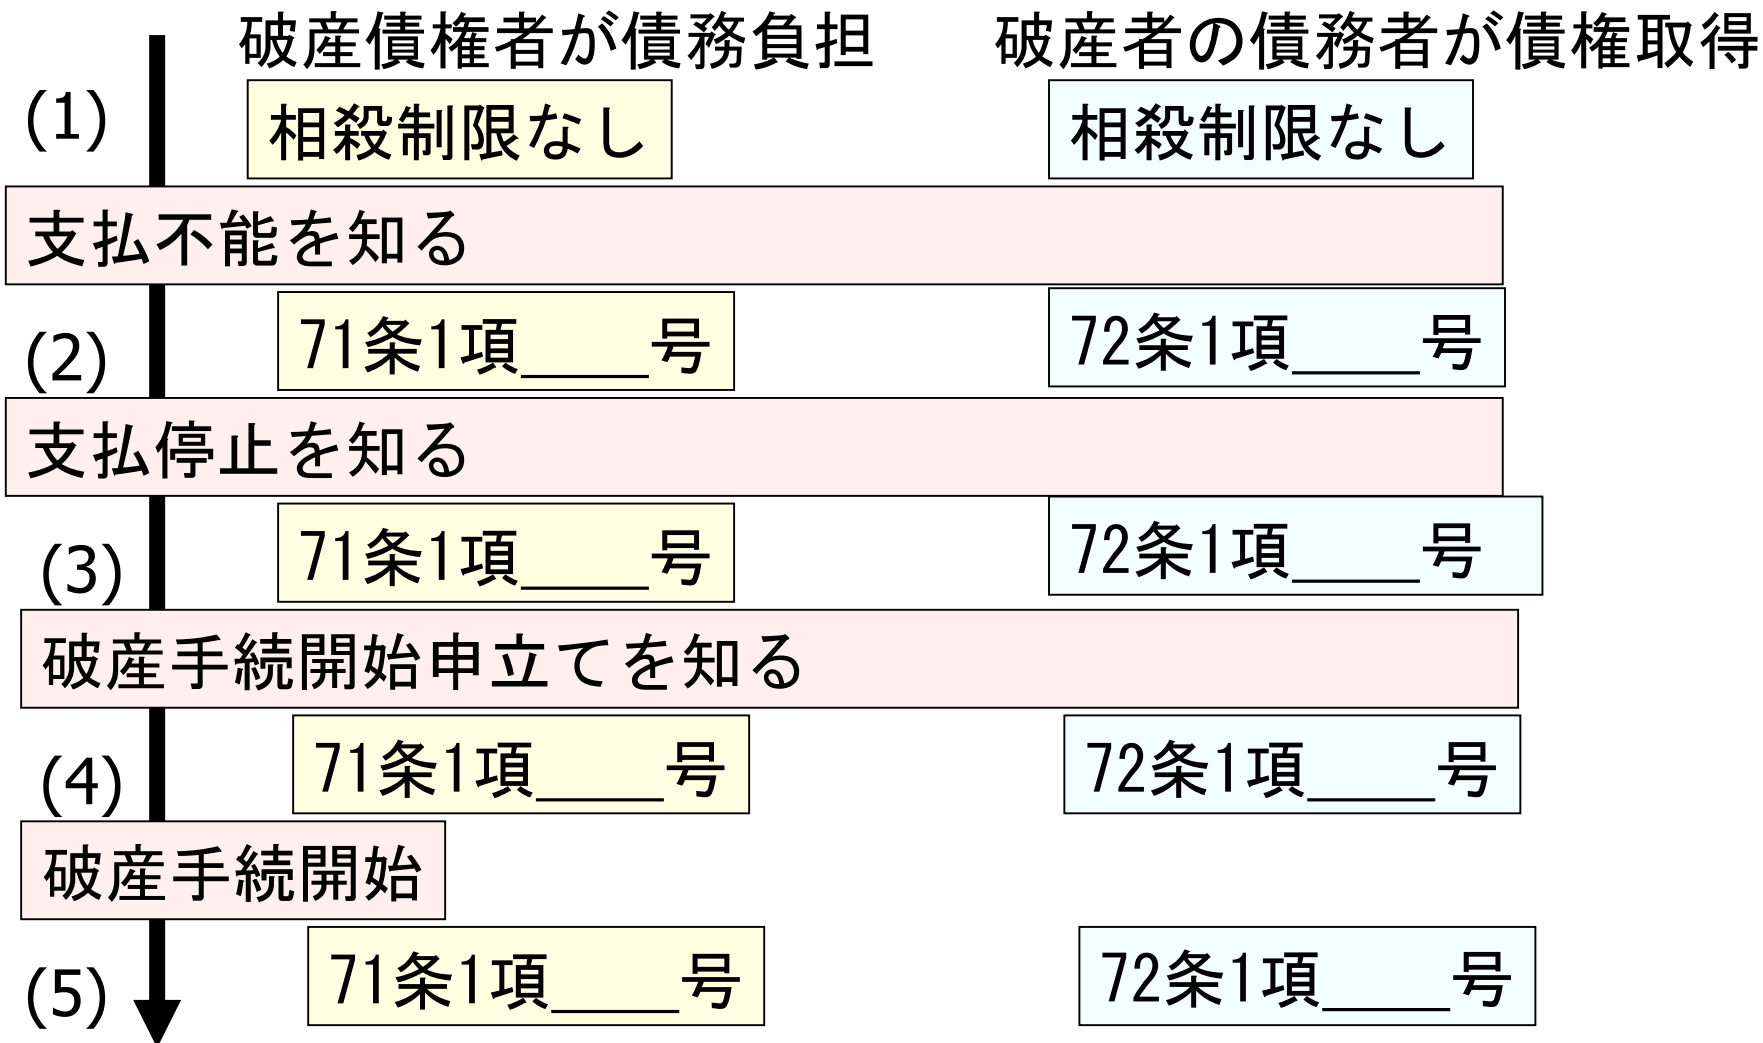 破産債権者が債務負担 破産者の債務者が債権取得
(1) 相殺制限なし 相殺制限なし
支払不能を知る
(2) 71条1項____号 72条1項____号
支払停止を知る
(3) 71条1項____号 72条1項____号
破産手続開始申立てを知る
(4) 71条1項____号 72条1項____号
破産手続開始
(5) 71条1項____号 72条1項____号